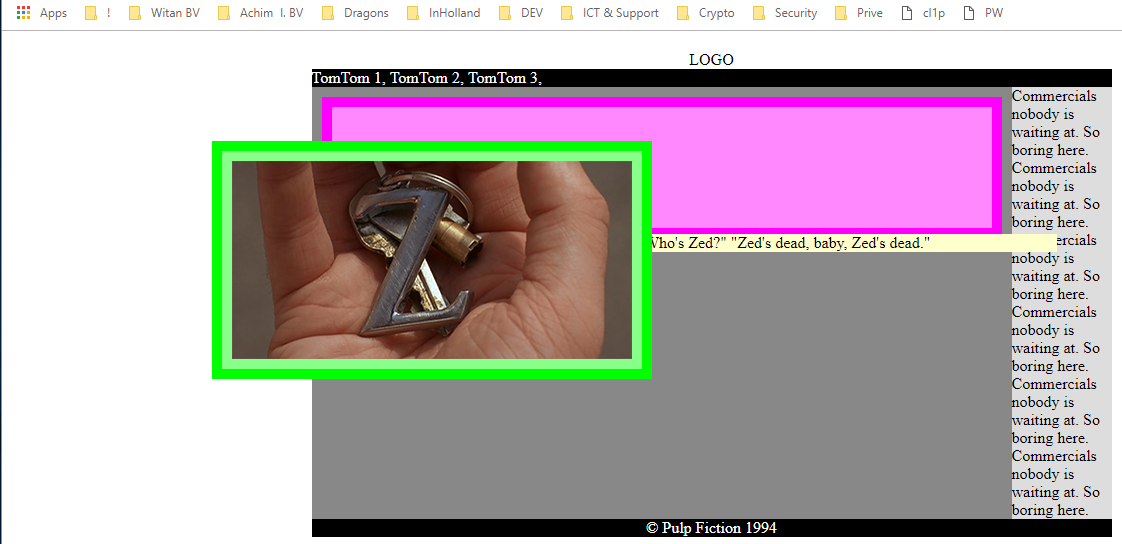 Apps ! Witan BV Achim I. BV Dragons InHolland DEV ICT & Support Crypto Security Prive cl1p PW
LOGO
TomTom 1, TomTom 2, TomTom 3,
Commercials
nobody is
waiting at. So
boring here.
Commercials
nobody is
waiting at. So
boring here.
Who's Zed?" "Zed's dead, baby, Zed's dead."
nobody is
waiting at. So
boring here.
Commercials
nobody is
waiting at. So
boring here.
Commercials
nobody is
waiting at. So
boring here.
Commercials
nobody is
waiting at. So
boring here.
© Pulp Fiction 1994